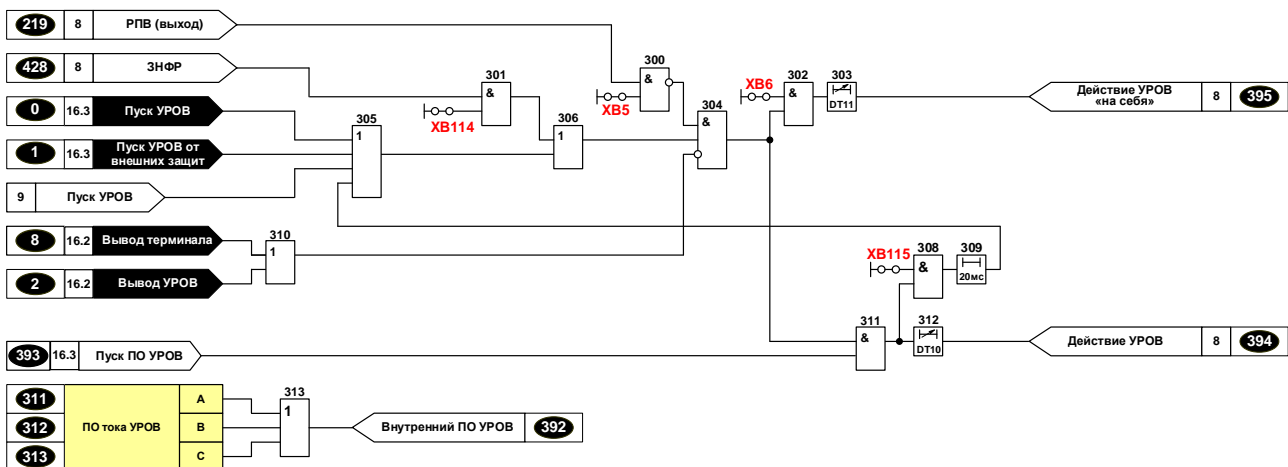 219 8 РПВ (выход)
428 8 ЗНФР
0 16.3 Пуск УРОВ
1 16.3 Пуск УРОВ от
внешних защит
9 Пуск УРОВ
8 16.2 Вывод терминала
2 16.2 Вывод УРОВ
393 16.3 Пуск ПО УРОВ
311 A
312 ПО тока УРОВ B
313 C
301
&
XB114
305
1
306
1
310
1
300
&
XB5
304
&
XB6
302
&
303
DT11
Действие УРОВ
«на себя»
8 395
XB115
308
&
309
20мс
311
&
312
DT10
Действие УРОВ 8 394
313
1
Внутренний ПО УРОВ 392